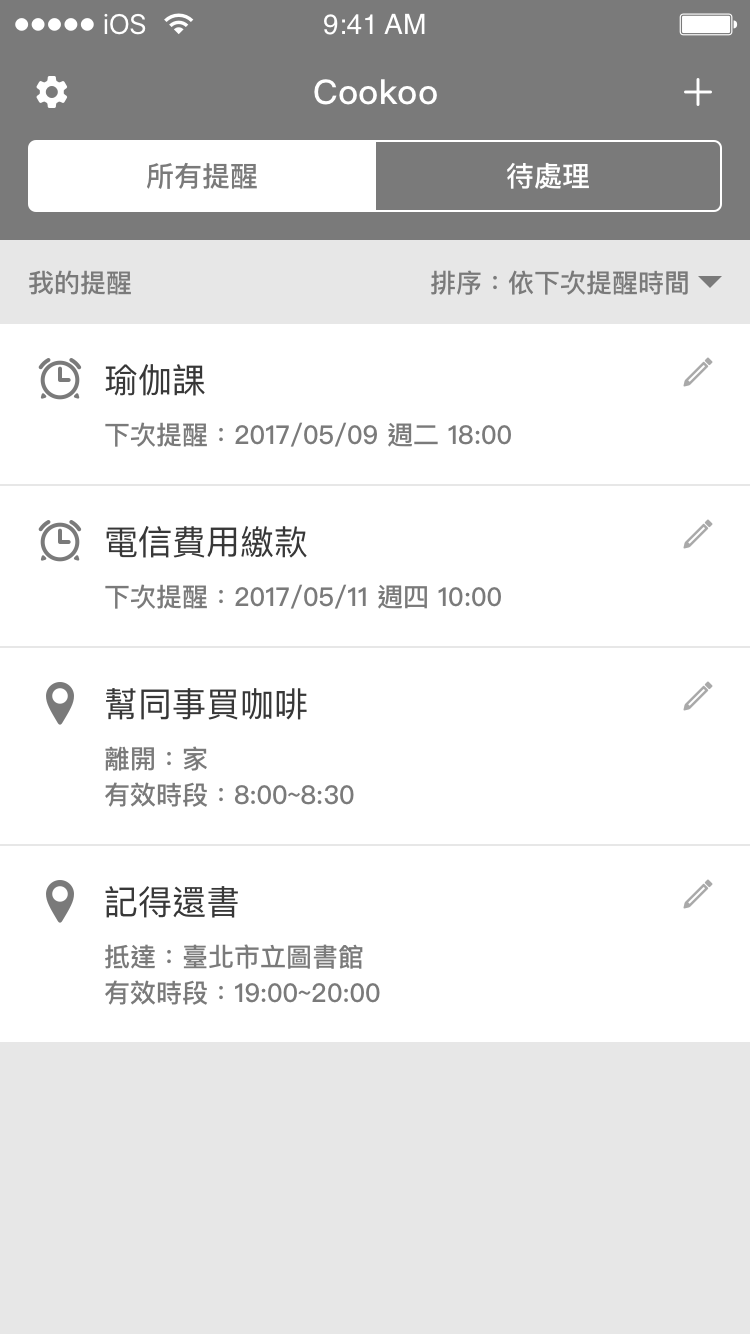 iOS 9:41 AM
Cookoo
所有提醒 待處理
我的提醒 排序：依下次提醒時間
瑜伽課
下次提醒：2017/05/09 週二 18:00
電信費用繳款
下次提醒：2017/05/11 週四 10:00
幫同事買咖啡
離開：家
有效時段：8:00~8:30
記得還書
抵達：臺北市立圖書館
有效時段：19:00~20:00